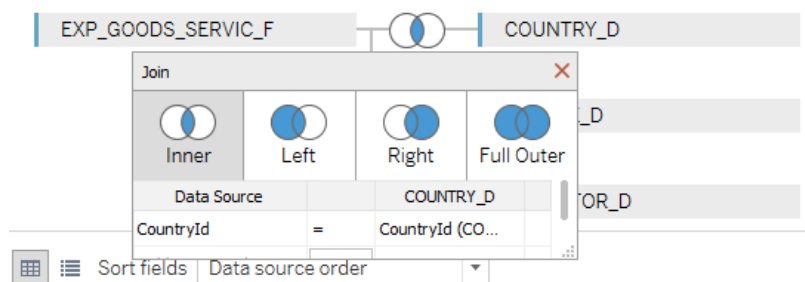 EXP_GOODS_SERVIC_F COUNTRY_D
Join
Inner Left Right Full Outer
_D
Data Source COUNTRY_D
TOR_D
CountryId = CountryId (CO...
Sort fields Data source order